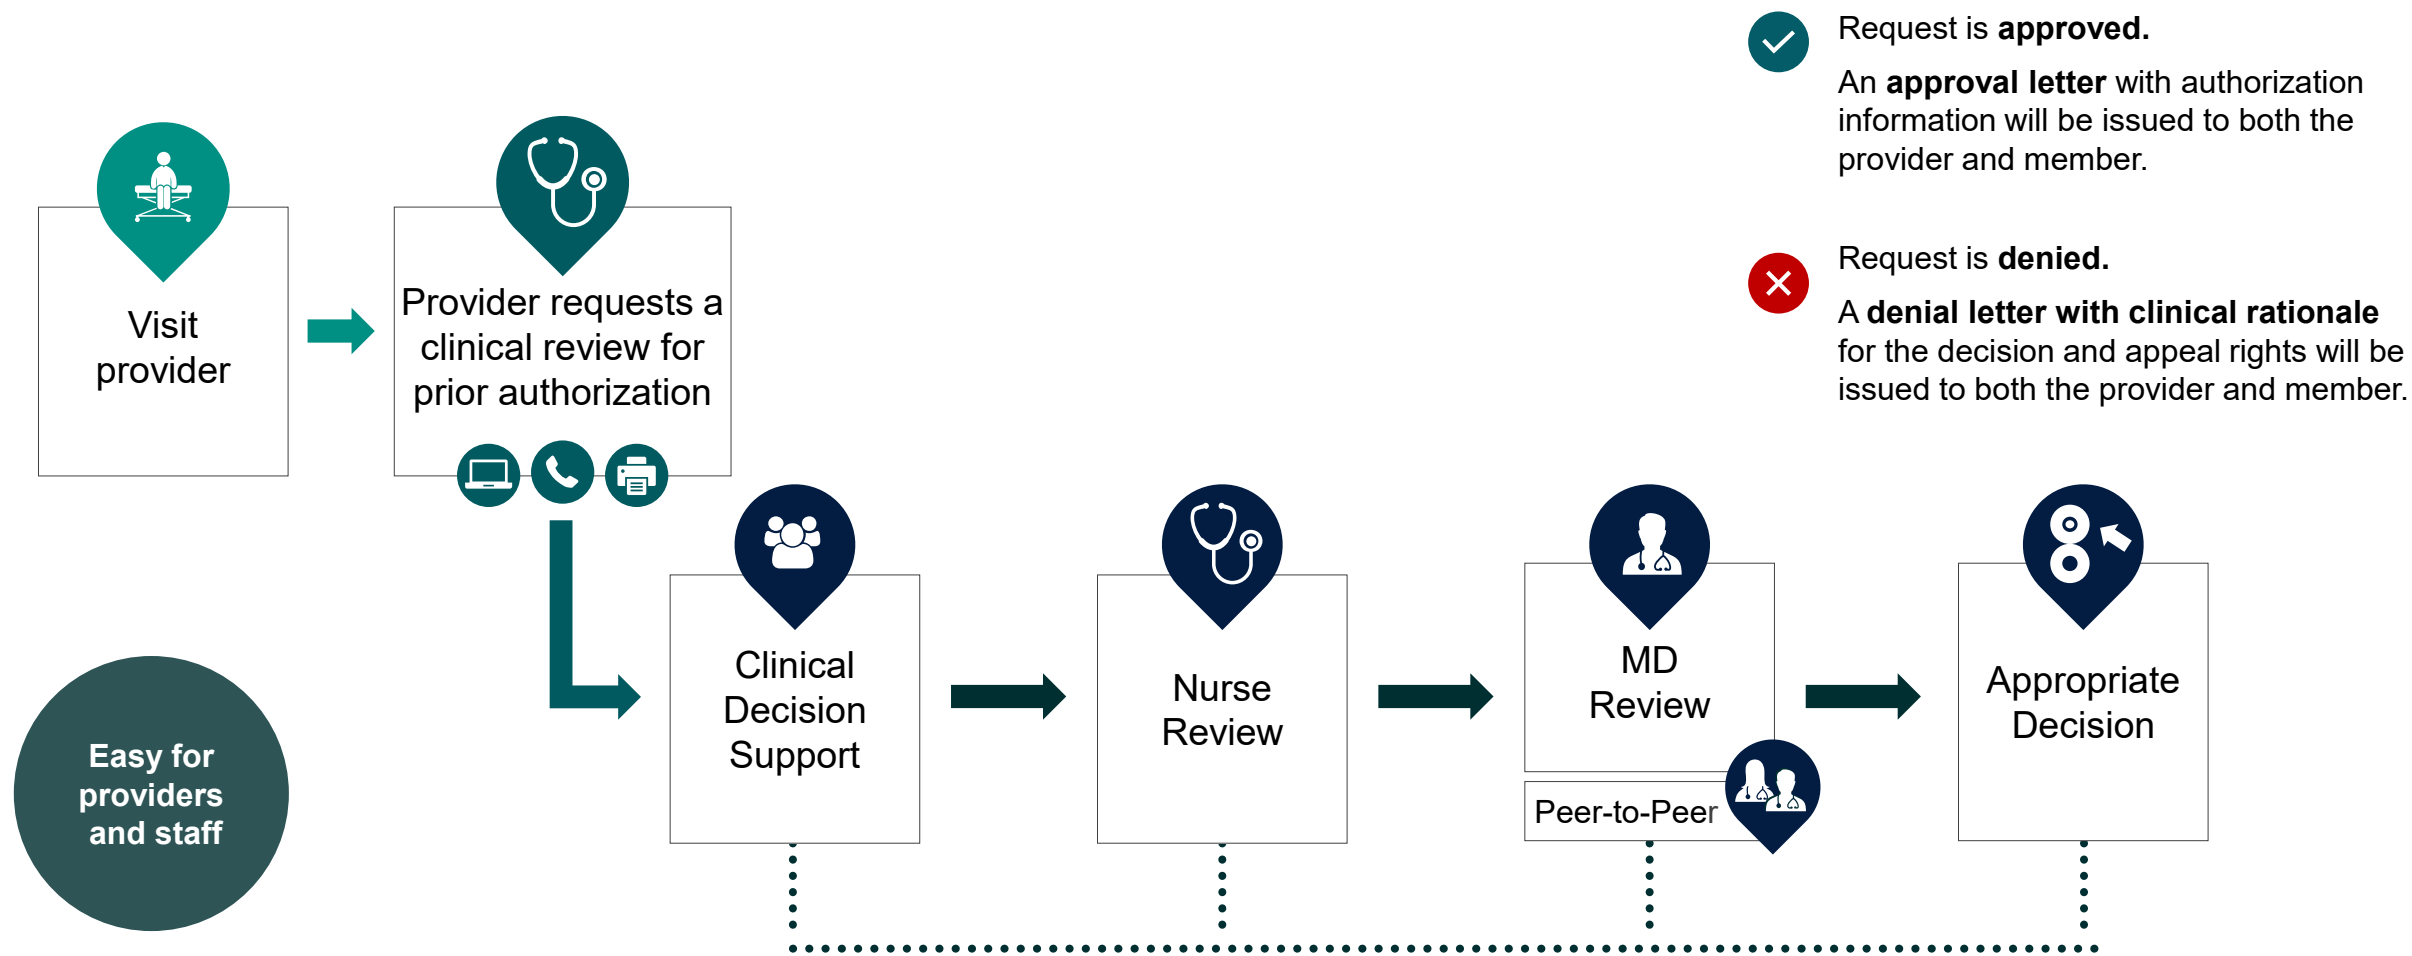 Request is approved.
An approval letter with authorization
information will be issued to both the
provider and member.
Visit
provider
Provider requests a
clinical review for
prior authorization
Request is denied.
A denial letter with clinical rationale
for the decision and appeal rights will be
issued to both the provider and member.
Easy for
providers
and staff
Clinical
Decision
Support
Nurse
Review
MD
Review
Peer-to-Peer
Appropriate
Decision